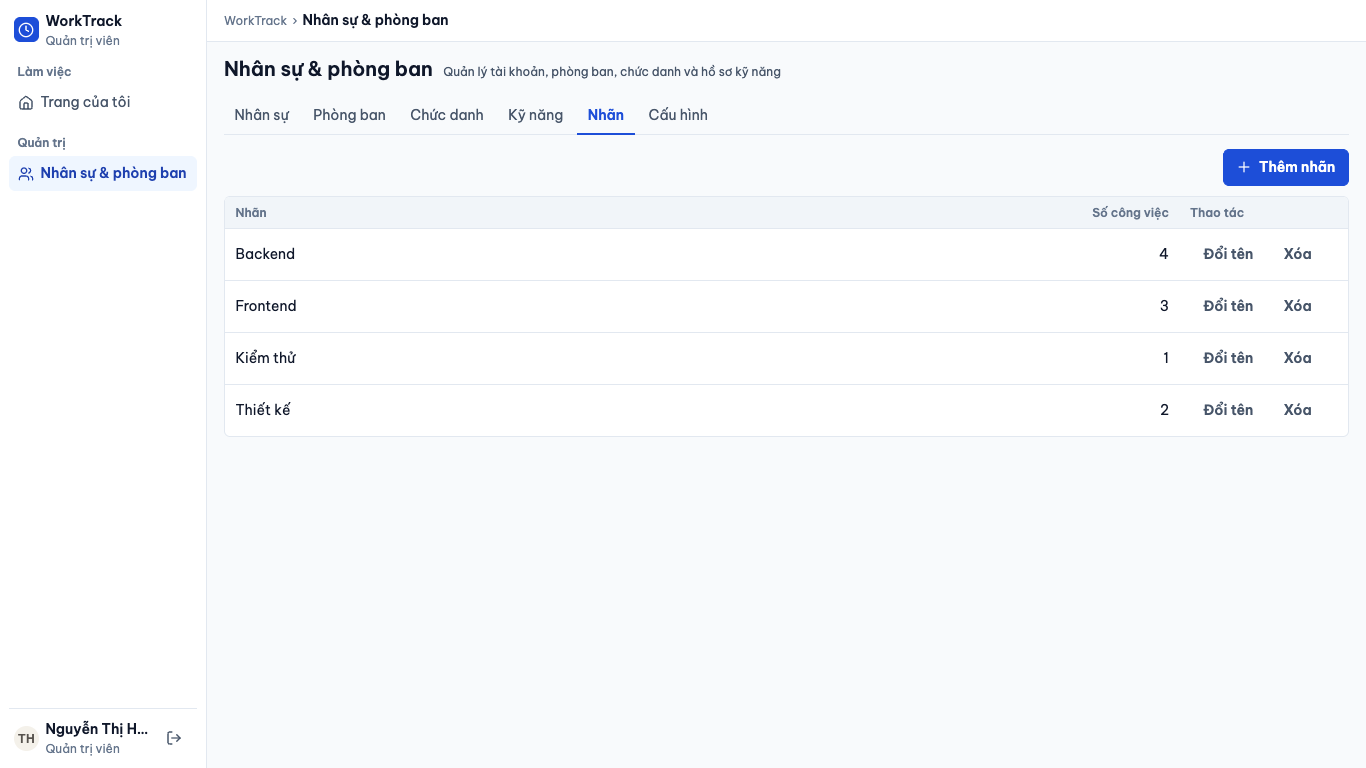 WorkTrack
Quản trị viên
Làm việc
Trang của tôi
Quản trị
Nhân sự & phòng ban
WorkTrack › Nhân sự & phòng ban
Nhân sự & phòng ban Quản lý tài khoản, phòng ban, chức danh và hồ sơ kỹ năng
Nhân sự Phòng ban Chức danh Kỹ năng Nhãn Cấu hình
+ Thêm nhãn
Nhãn Số công việc Thao tác
Backend 4 Đổi tên Xóa
Frontend 3 Đổi tên Xóa
Kiểm thử 1 Đổi tên Xóa
Thiết kế 2 Đổi tên Xóa
TH Nguyễn Thị H...
Quản trị viên